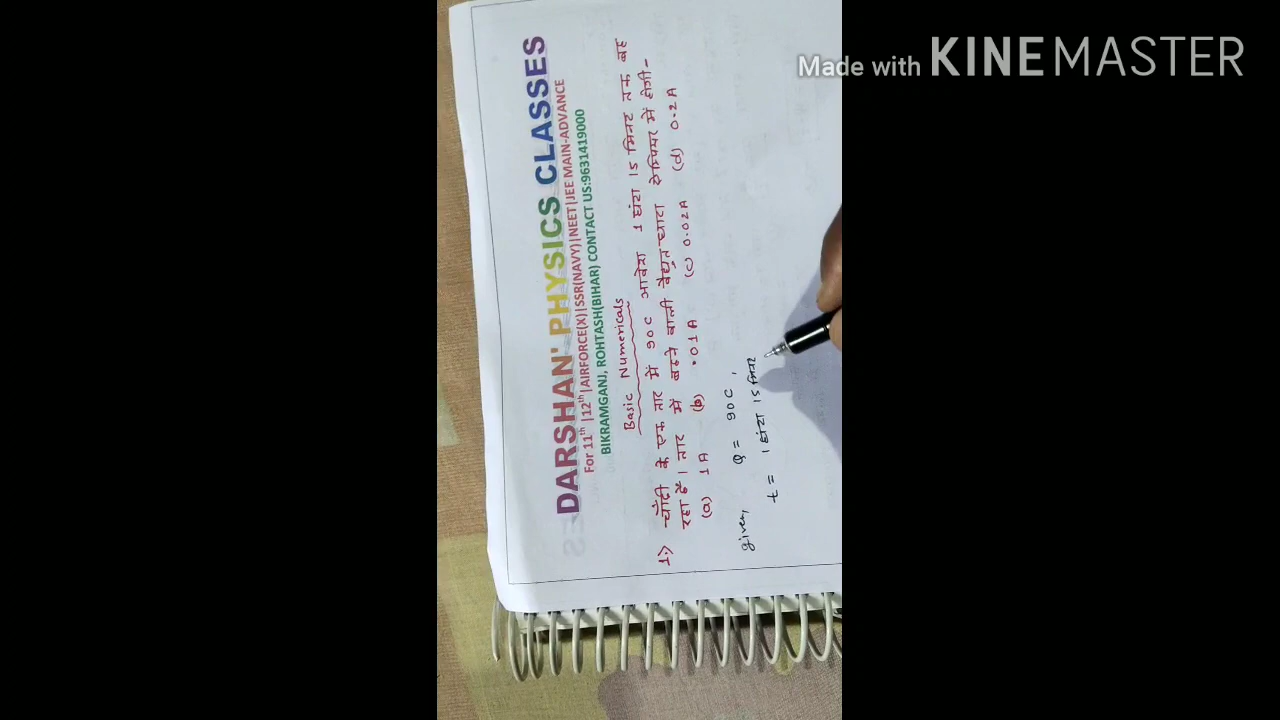 Made with KINEMASTER
DARSHAN' PHYSICS CLASSES
For 11th |12th |AIRFORCE(X)|SSR(NAVY)|NEET|JEE MAIN-ADVANCE
BIKRAMGANJ, ROHTASH(BIHAR) CONTACT US:9631419000
Basic Numericals
1.> चाँदी के एक तार में 90C आवेश 1 घंटा 15 मिनट तक बह
रहा है। तार में बहने वाली वैद्युत-धारा ऐम्पियर में होगी-
(a) 1A (b) .01A (c) 0.02A (d) 0.2A
given, Q = 90C,
t = 1 घंटा 15 मिनट